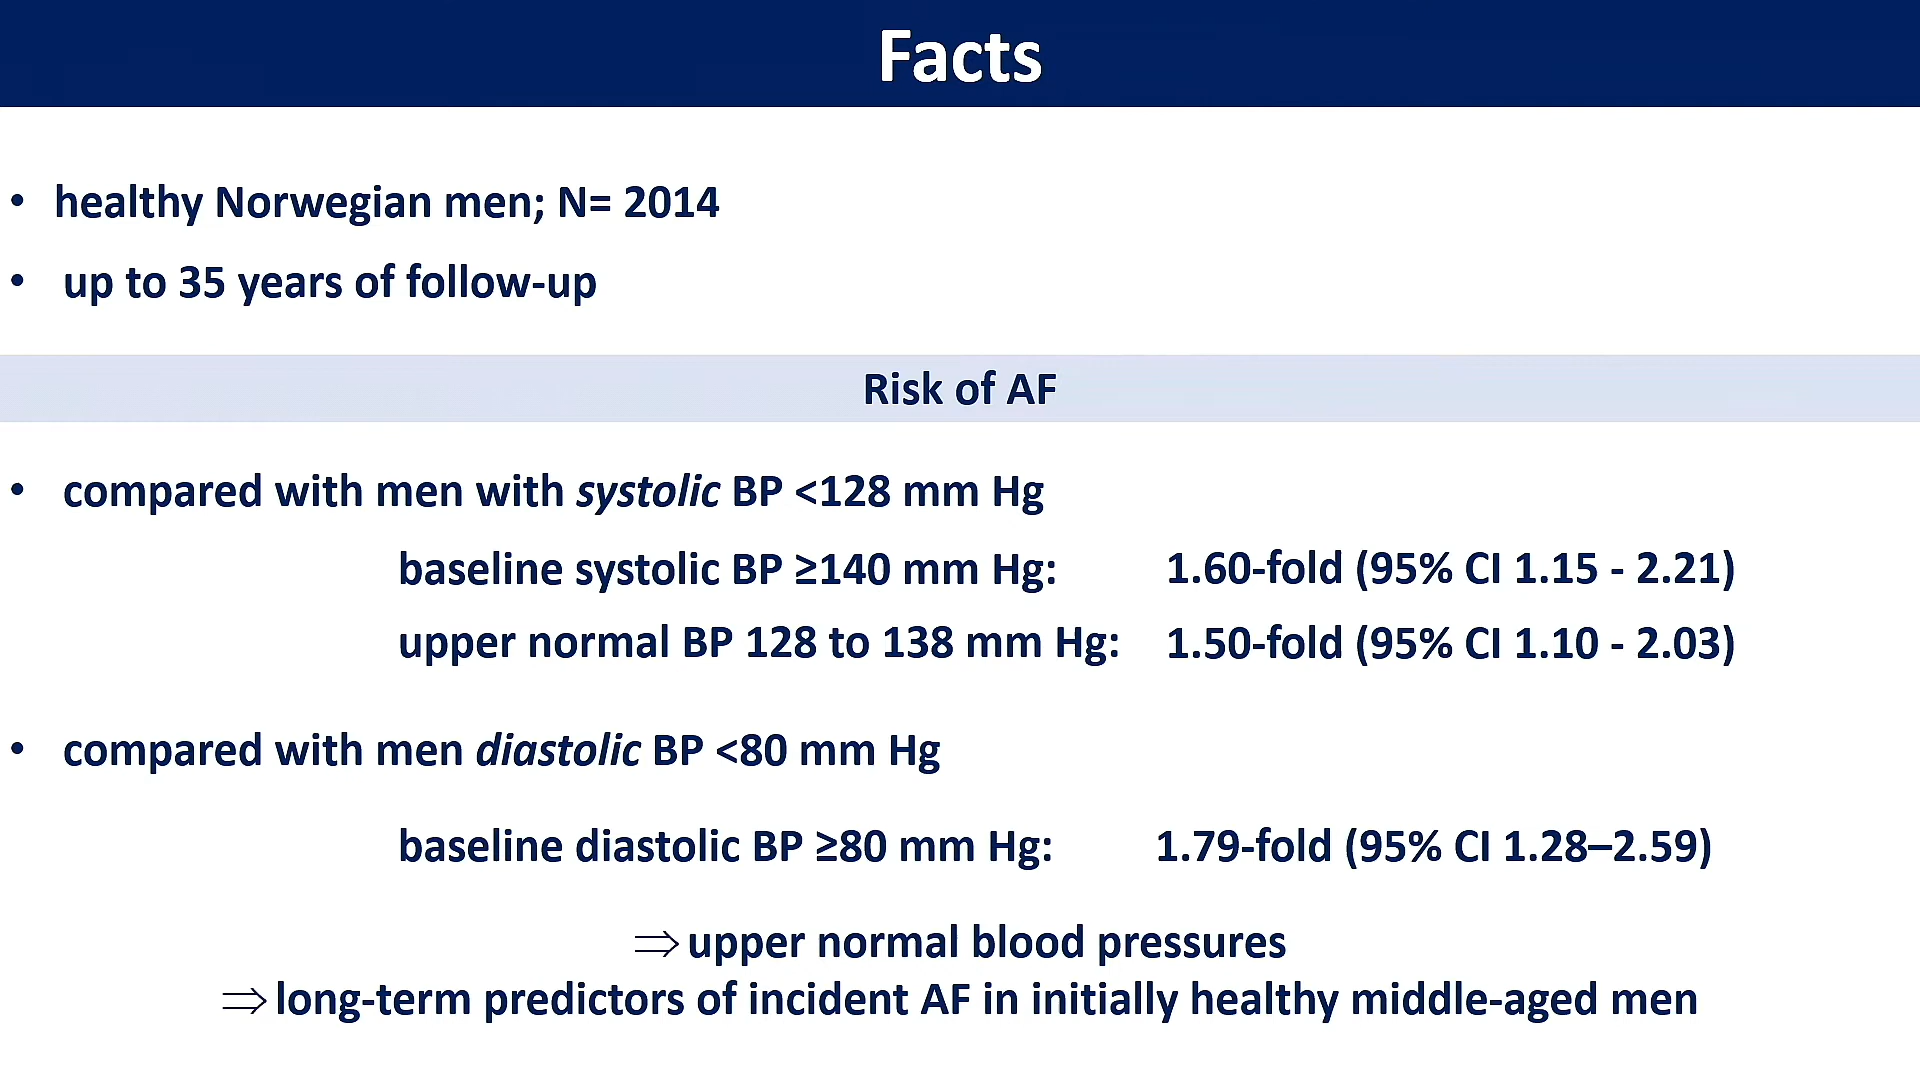 Facts
• healthy Norwegian men; N= 2014
• up to 35 years of follow-up
Risk of AF
• compared with men with systolic BP <128 mm Hg
baseline systolic BP ≥140 mm Hg: 1.60-fold (95% CI 1.15 - 2.21)
upper normal BP 128 to 138 mm Hg: 1.50-fold (95% CI 1.10 - 2.03)
• compared with men diastolic BP <80 mm Hg
baseline diastolic BP ≥80 mm Hg: 1.79-fold (95% CI 1.28–2.59)
⇒ upper normal blood pressures
⇒ long-term predictors of incident AF in initially healthy middle-aged men